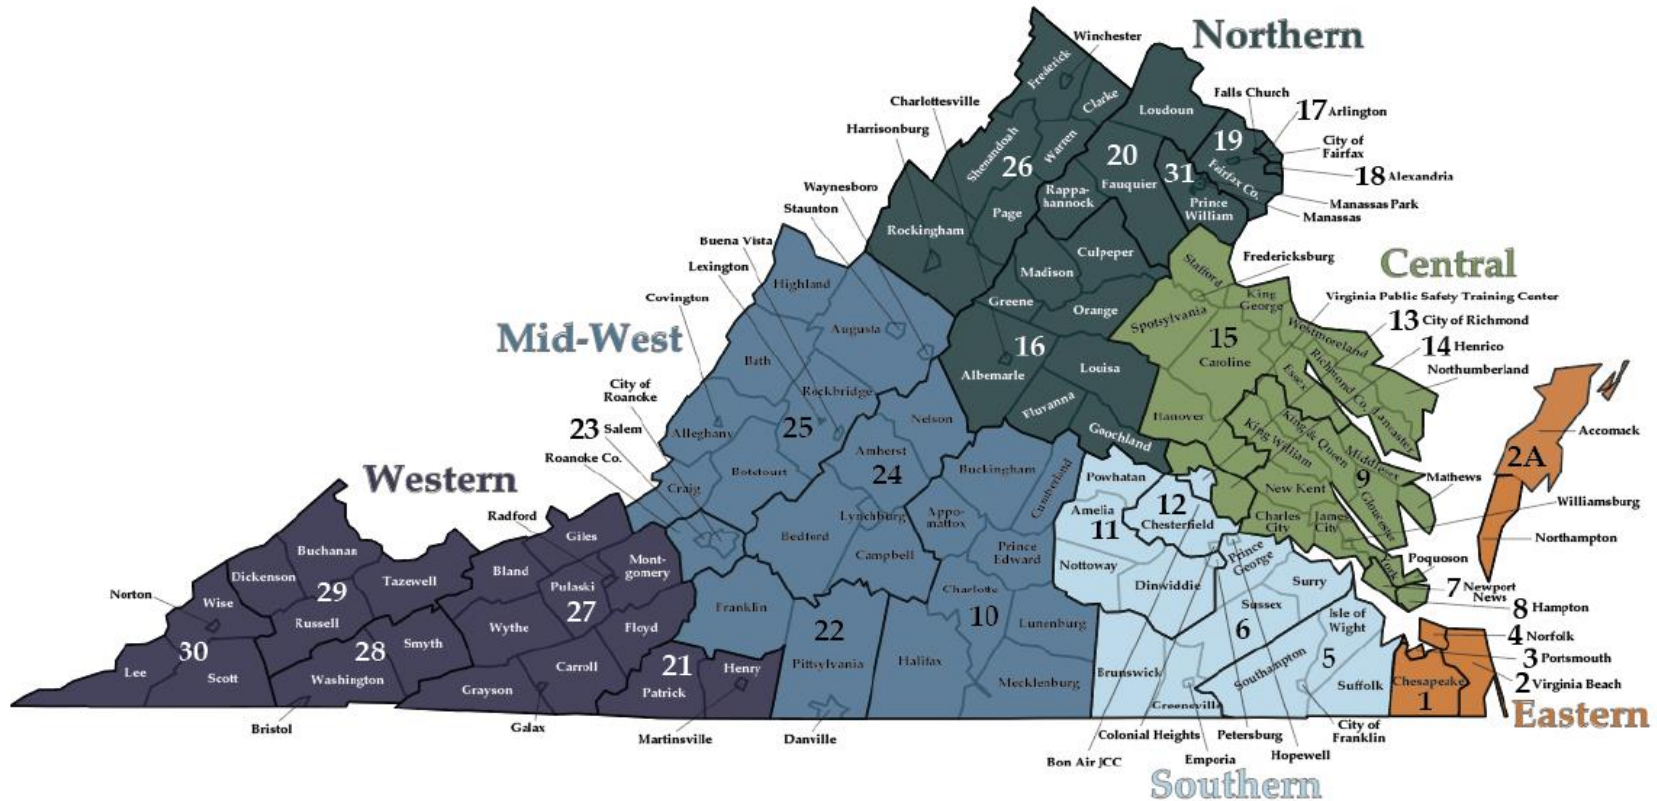 Northern
Winchester
Frederick
Clarke
Loudoun
Falls Church
17 Arlington
City of
Fairfax
18 Alexandria
Manassas Park
Manassas
19
Fairfax Co.
20
Fauquier
31
Prince
William
Charlottesville
Harrisonburg
Shenandoah
Warren
26
Page
Rappa-
hannock
Rockingham
Culpeper
Madison
Greene
Orange
16
Albemarle
Louisa
Fluvanna
Goochland
Waynesboro
Staunton
Buena Vista
Lexington
Covington
Mid-West
Highland
Augusta
Bath
Rockbridge
City of
Roanoke
23 Salem
Roanoke Co.
Alleghany
25
Botetourt
Craig
Nelson
Amherst
24
Lynchburg
Bedford
Campbell
Buckingham
Cumberland
Appo-
mattox
Prince
Edward
Charlotte
10
Lunenburg
Mecklenburg
Halifax
Franklin
22
Pittsylvania
Danville
Central
Fredericksburg
Stafford
King
George
Virginia Public Safety Training Center
13 City of Richmond
14 Henrico
Northumberland
Spotsylvania
15
Caroline
Westmoreland
Richmond Co.
Essex
Lancaster
Hanover
King & Queen
King William
Middlesex
9
Gloucester
Mathews
Williamsburg
New Kent
Charles
City
James
City
York
Poquoson
7 Newport
News
8 Hampton
Accomack
2A
Northampton
4 Norfolk
3 Portsmouth
2 Virginia Beach
Chesapeake
1
Eastern
Powhatan
Amelia
11
12
Chesterfield
Nottoway
Dinwiddie
Prince
George
Surry
Sussex
6
Isle of
Wight
5
Southampton
Suffolk
Brunswick
Greensville
City of
Franklin
Colonial Heights
Petersburg
Bon Air JCC
Emporia
Hopewell
Southern
Western
Radford
Giles
Mont-
gomery
Buchanan
Dickenson
29
Tazewell
Bland
Pulaski
27
Norton
Wise
Russell
Wythe
Floyd
30
28
Smyth
Lee
Scott
Washington
Carroll
Grayson
21
Henry
Patrick
Bristol
Galax
Martinsville